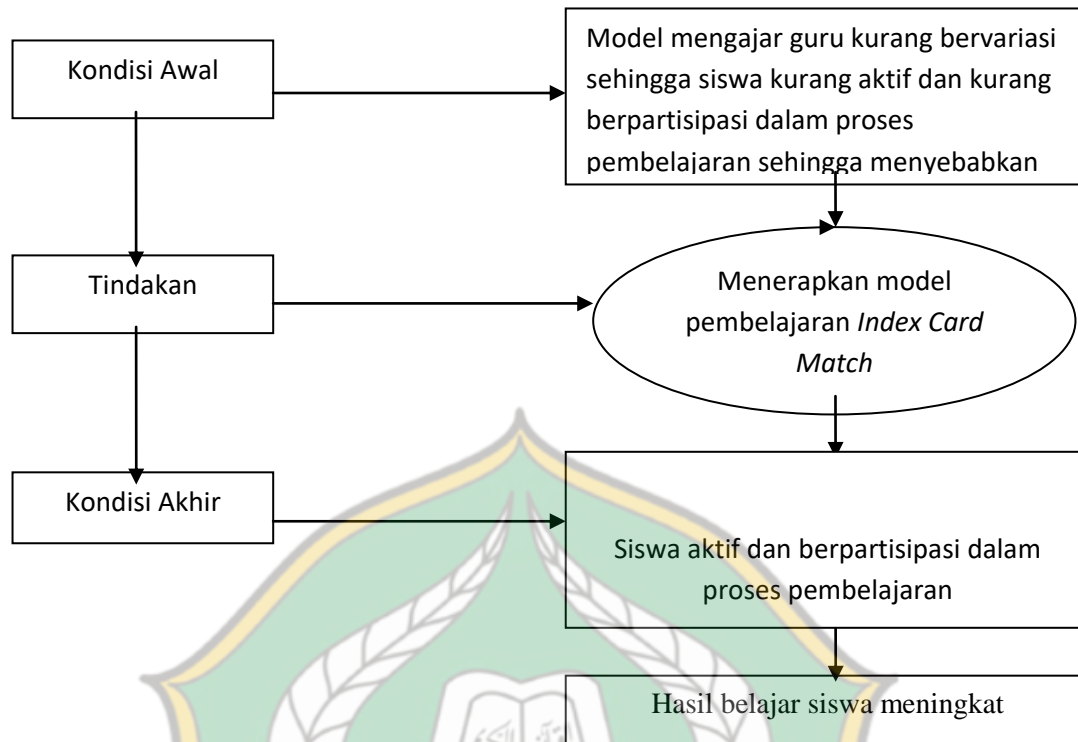 Kondisi Awal
Model mengajar guru kurang bervariasi
sehingga siswa kurang aktif dan kurang
berpartisipasi dalam proses
pembelajaran sehingga menyebabkan
Tindakan
Menerapkan model
pembelajaran Index Card
Match
Kondisi Akhir
Siswa aktif dan berpartisipasi dalam
proses pembelajaran
Hasil belajar siswa meningkat